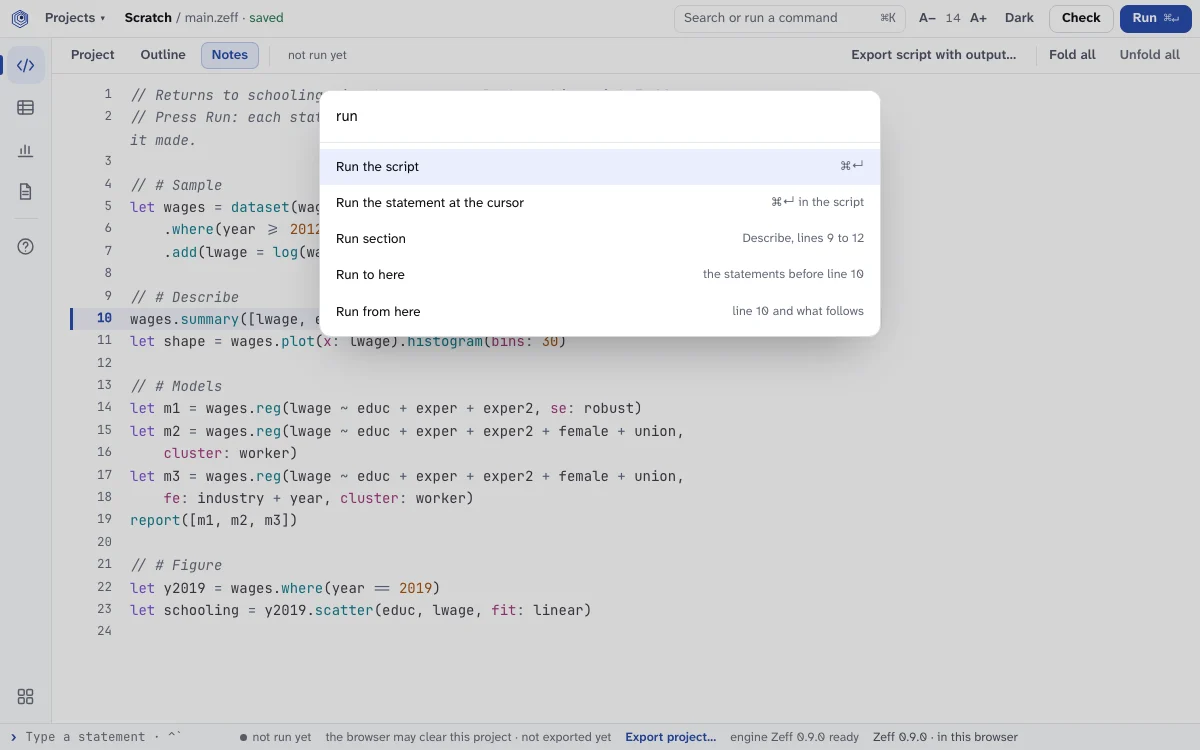 Projects ▾ Scratch / main.zeff · saved Search or run a command ⌘K A– 14 A+ Dark Check Run ⌘↵
Project Outline Notes not run yet Export script with output... Fold all Unfold all
run
Run the script ⌘↵
Run the statement at the cursor ⌘↵ in the script
Run section Describe, lines 9 to 12
Run to here the statements before line 10
Run from here line 10 and what follows
1 // Returns to schooling
2 // Press Run: each
it made.
3
4 // # Sample
5 let wages = dataset(
6 .where(year ⩾ 2012
7 .add(lwage = log(
8
9 // # Describe
10 wages.summary([lwage,
11 let shape = wages.plot(x: lwage).histogram(bins: 30)
12
13 // # Models
14 let m1 = wages.reg(lwage ~ educ + exper + exper2, se: robust)
15 let m2 = wages.reg(lwage ~ educ + exper + exper2 + female + union,
16 cluster: worker)
17 let m3 = wages.reg(lwage ~ educ + exper + exper2 + female + union,
18 fe: industry + year, cluster: worker)
19 report([m1, m2, m3])
20
21 // # Figure
22 let y2019 = wages.where(year == 2019)
23 let schooling = y2019.scatter(educ, lwage, fit: linear)
24
› Type a statement · ^` ● not run yet the browser may clear this project · not exported yet Export project... engine Zeff 0.9.0 ready Zeff 0.9.0 · in this browser